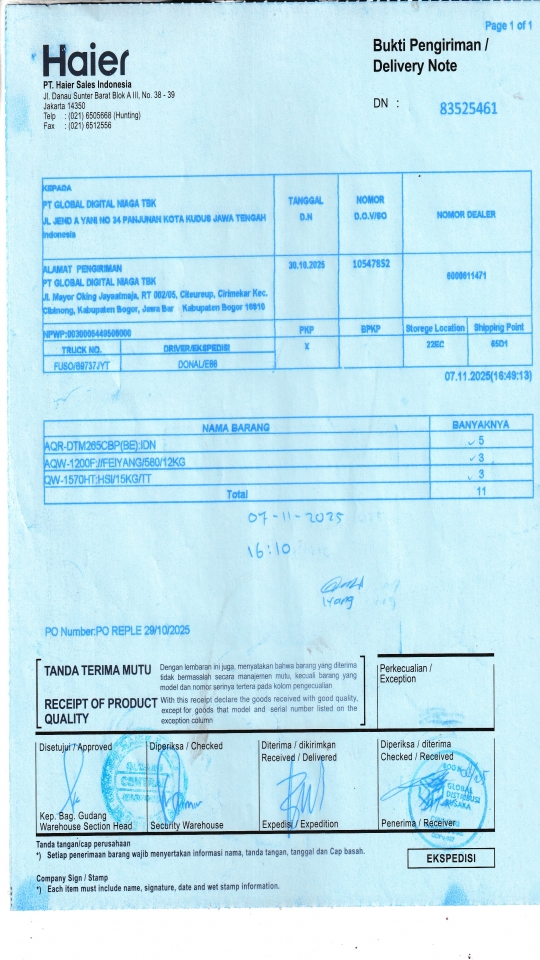 Page 1 of 1
Haier
Bukti Pengiriman /
Delivery Note
PT. Haier Sales Indonesia
Jl. Danau Sunter Barat Blok A III, No. 38 - 39
Jakarta 14350
Telp : (021) 6505668 (Hunting)
Fax : (021) 6512556
DN : 83525461
KEPADA
PT GLOBAL DIGITAL NIAGA TBK
JL JEND A YANI NO 34 PANJUNAN KOTA KUDUS JAWA TENGAH
Indonesia
TANGGAL
D.N
NOMOR
D.O.V/SO
NOMOR DEALER
ALAMAT PENGIRIMAN
PT GLOBAL DIGITAL NIAGA TBK
Jl. Mayor Oking Jayaatmaja, RT 002/05, Citeureup, Cirimekar Kec.
Cibinong, Kabupaten Bogor, Jawa Bar Kabupaten Bogor 16910
30.10.2025
10547852
6000611471
PKP
BPKP
Storege Location
Shipping Point
TRUCK NO.
DRIVER/EKSPEDISI
X
22EC
65D1
FUSO/B9737JYT
DONAL/E86
07.11.2025(16:49:13)
NAMA BARANG
BANYAKNYA
AQR-DTM265CBP(BE):IDN
5
AQW-1200F://FEIYANG/560/12KG
3
QW-1570HT:HSI/15KG/TT
3
Total
11
07-11-2025
16:10
Iyang
PO Number:PO REPLE 29/10/2025
TANDA TERIMA MUTU
Dengan lembaran ini juga, menyatakan bahwa barang yang diterima
tidak bermasalah secara manajemen mutu, kecuali barang yang
model dan nomor serinya tertera pada kolom pengecualian
RECEIPT OF PRODUCT
QUALITY
With this receipt declare the goods received with good quality,
except for goods that model and serial number listed on the
exception column
Perkecualian /
Exception
Disetujui / Approved
Diperiksa / Checked
Diterima / dikirimkan
Received / Delivered
Diperiksa / diterima
Checked / Received
GLOBAL
DISTRIBUSI
Kep. Bag. Gudang
Warehouse Section Head
Security Warehouse
Expedisi / Expedition
Penerima / Receiver
Tanda tangan/cap perusahaan
*) Setiap penerimaan barang wajib menyertakan informasi nama, tanda tangan, tanggal dan Cap basah.
EKSPEDISI
Company Sign / Stamp
*) Each item must include name, signature, date and wet stamp information.